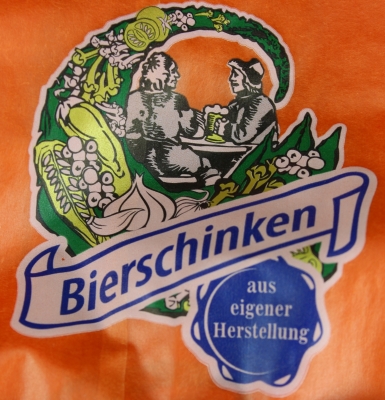 Bierschinken
aus
eigener
Herstellung